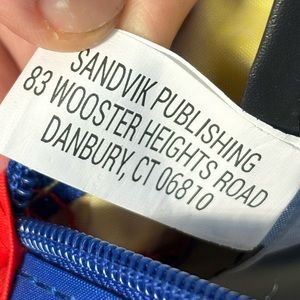 SANDVIK PUBLISHING
83 WOOSTER HEIGHTS ROAD
DANBURY, CT 06810